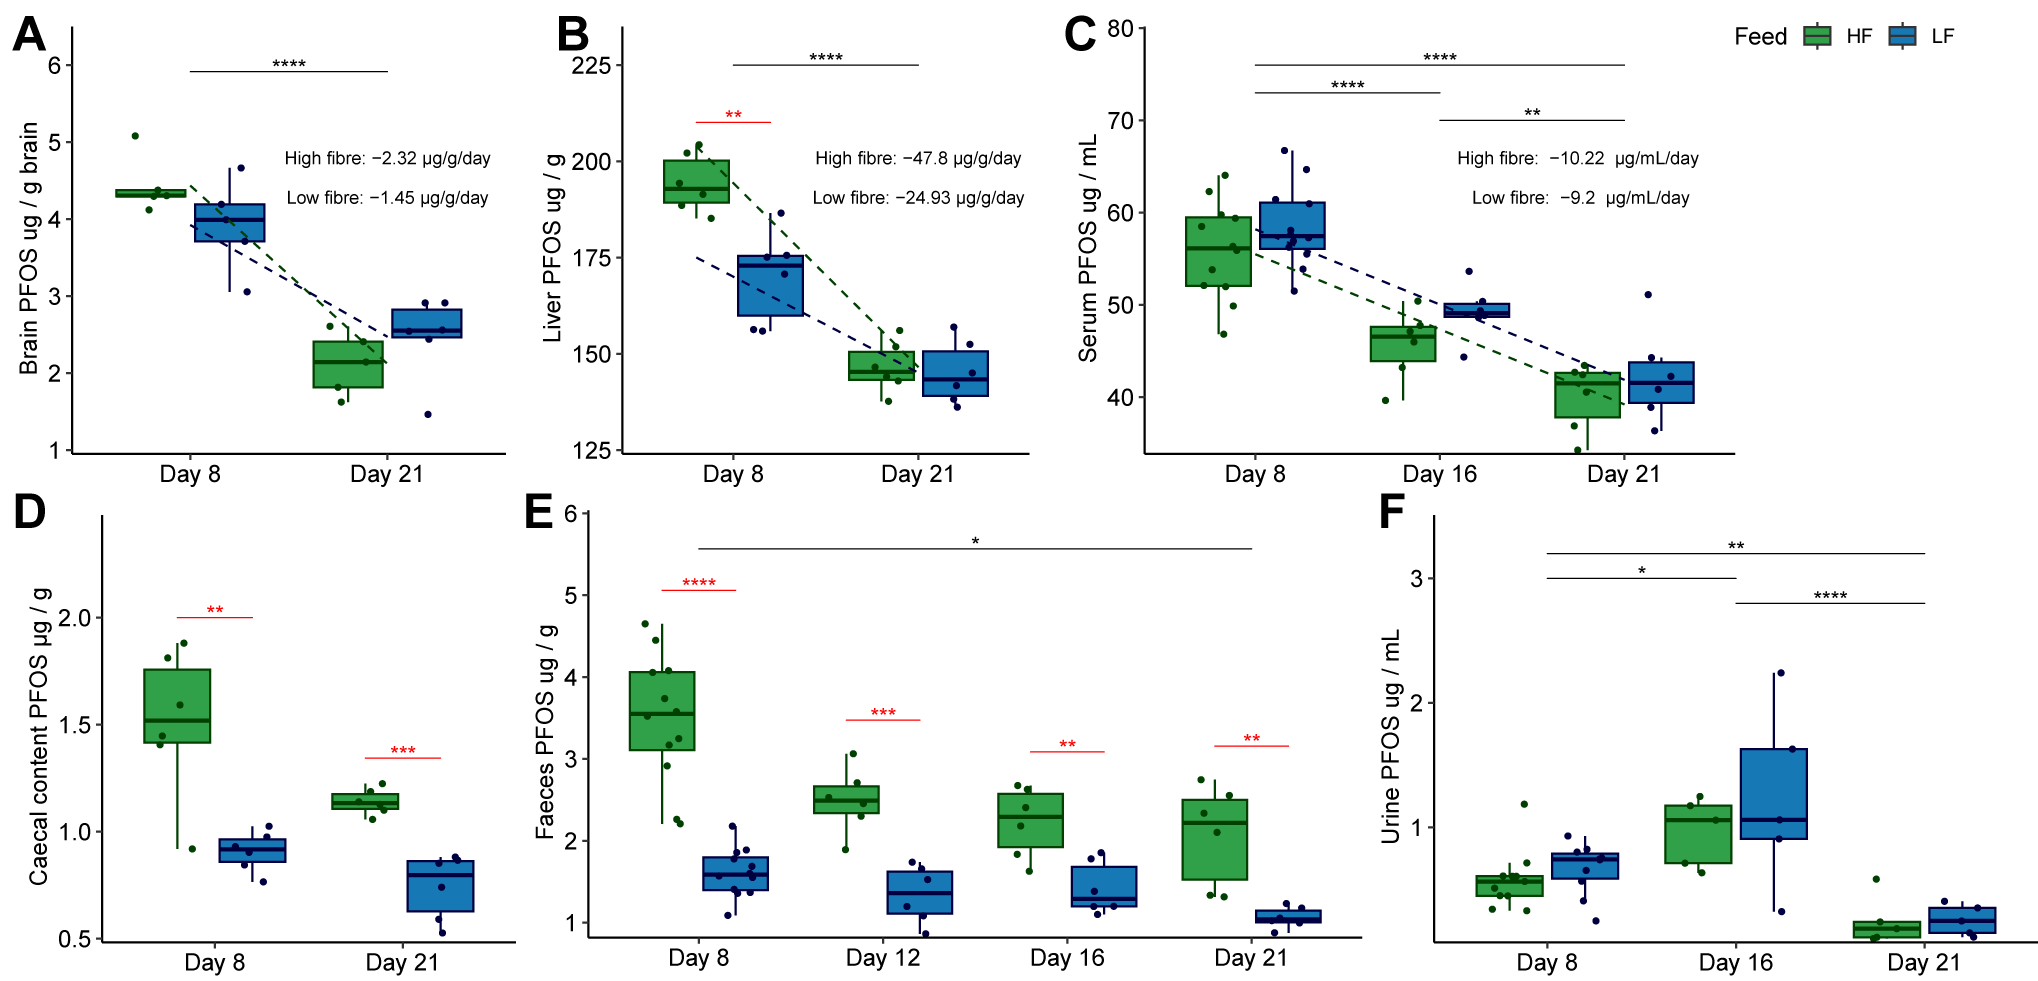 A
Brain PFOS ug / g brain
6
5
4
3
2
1
****
High fibre: −2.32 µg/g/day
Low fibre: −1.45 µg/g/day
Day 8
Day 21
B
Liver PFOS ug / g
225
200
175
150
125
****
**
High fibre: −47.8 µg/g/day
Low fibre: −24.93 µg/g/day
Day 8
Day 21
C
Serum PFOS ug / mL
80
70
60
50
40
****
****
**
High fibre: −10.22 µg/mL/day
Low fibre: −9.2 µg/mL/day
Day 8
Day 16
Day 21
Feed
HF
LF
D
Caecal content PFOS µg / g
2.0
1.5
1.0
0.5
**
***
Day 8
Day 21
E
Faeces PFOS ug / g
6
5
4
3
2
1
*
****
***
**
**
Day 8
Day 12
Day 16
Day 21
F
Urine PFOS ug / mL
3
2
1
**
*
****
Day 8
Day 16
Day 21